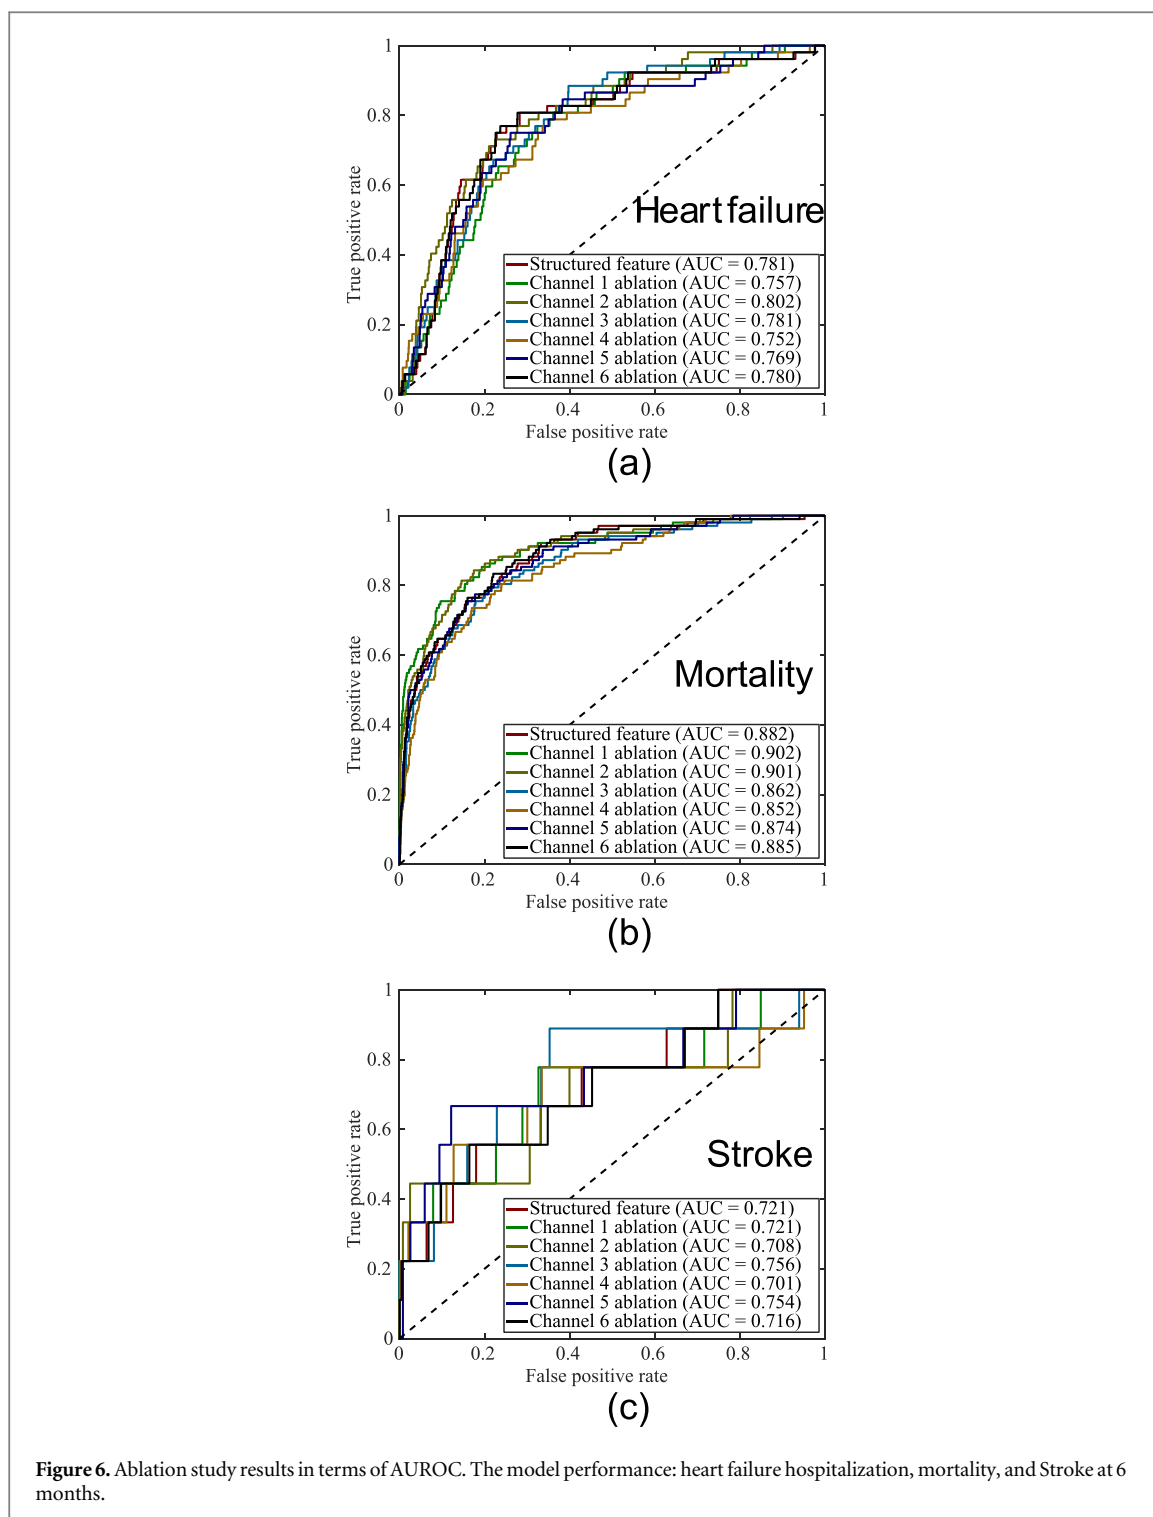 1
0.8
0.6
0.4
0.2
0
True positive rate
Heart failure
Structured feature (AUC = 0.781)
Channel 1 ablation (AUC = 0.757)
Channel 2 ablation (AUC = 0.802)
Channel 3 ablation (AUC = 0.781)
Channel 4 ablation (AUC = 0.752)
Channel 5 ablation (AUC = 0.769)
Channel 6 ablation (AUC = 0.780)
0 0.2 0.4 0.6 0.8 1
False positive rate
(a)
1
0.8
0.6
0.4
0.2
0
True positive rate
Mortality
Structured feature (AUC = 0.882)
Channel 1 ablation (AUC = 0.902)
Channel 2 ablation (AUC = 0.901)
Channel 3 ablation (AUC = 0.862)
Channel 4 ablation (AUC = 0.852)
Channel 5 ablation (AUC = 0.874)
Channel 6 ablation (AUC = 0.885)
0 0.2 0.4 0.6 0.8 1
False positive rate
(b)
1
0.8
0.6
0.4
0.2
0
True positive rate
Stroke
Structured feature (AUC = 0.721)
Channel 1 ablation (AUC = 0.721)
Channel 2 ablation (AUC = 0.708)
Channel 3 ablation (AUC = 0.756)
Channel 4 ablation (AUC = 0.701)
Channel 5 ablation (AUC = 0.754)
Channel 6 ablation (AUC = 0.716)
0 0.2 0.4 0.6 0.8 1
False positive rate
(c)
Figure 6. Ablation study results in terms of AUROC. The model performance: heart failure hospitalization, mortality, and Stroke at 6
months.